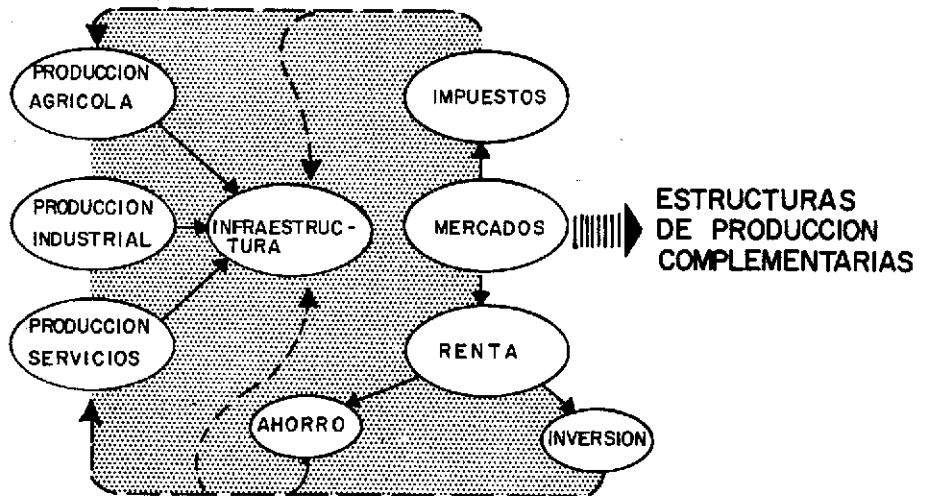 PRODUCCION
AGRICOLA
IMPUESTOS
PRODUCCION
INDUSTRIAL
INFRAESTRUC-
TURA
MERCADOS
ESTRUCTURAS
DE PRODUCCION
COMPLEMENTARIAS
PRODUCCION
SERVICIOS
RENTA
AHORRO
INVERSION